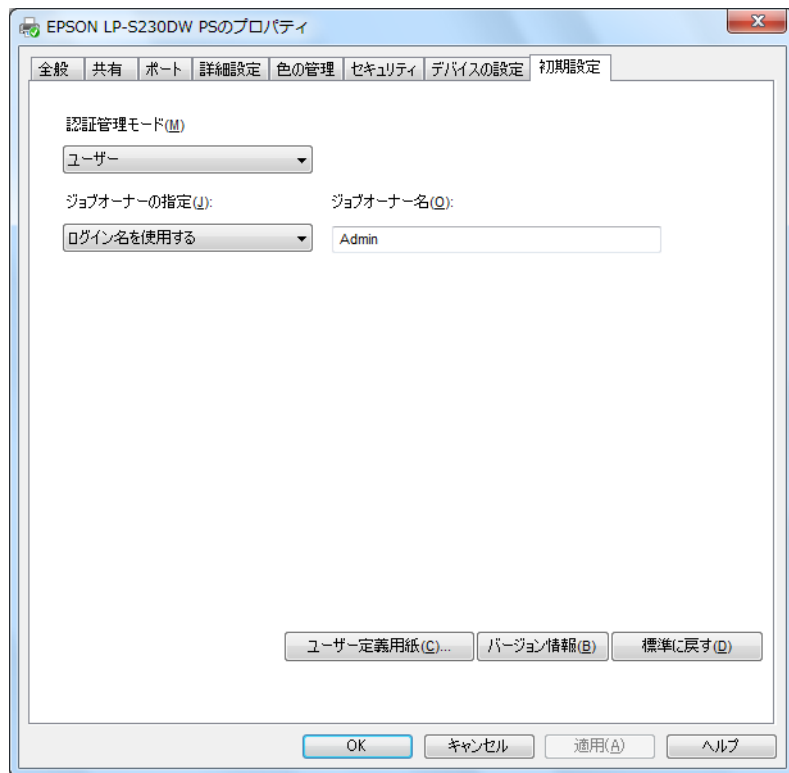 EPSON LP-S230DW PSのプロパティ
全般 共有 ポート 詳細設定 色の管理 セキュリティ デバイスの設定 初期設定
認証管理モード(M)
ユーザー
ジョブオーナーの指定(J): ジョブオーナー名(O):
ログイン名を使用する Admin
ユーザー定義用紙(C)... バージョン情報(B) 標準に戻す(D)
OK キャンセル 適用(A) ヘルプ